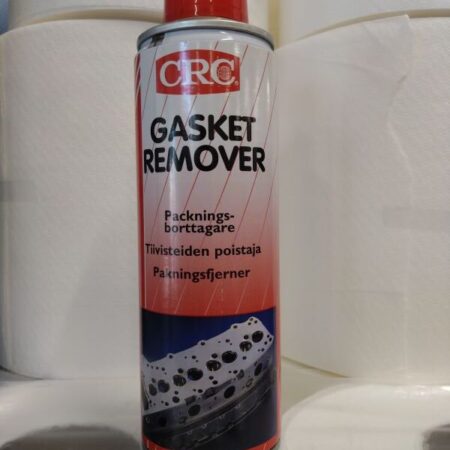 CRC
GASKET
REMOVER
Packnings-
borttagare
Tiivisteiden poistaja
Pakningsfjerner